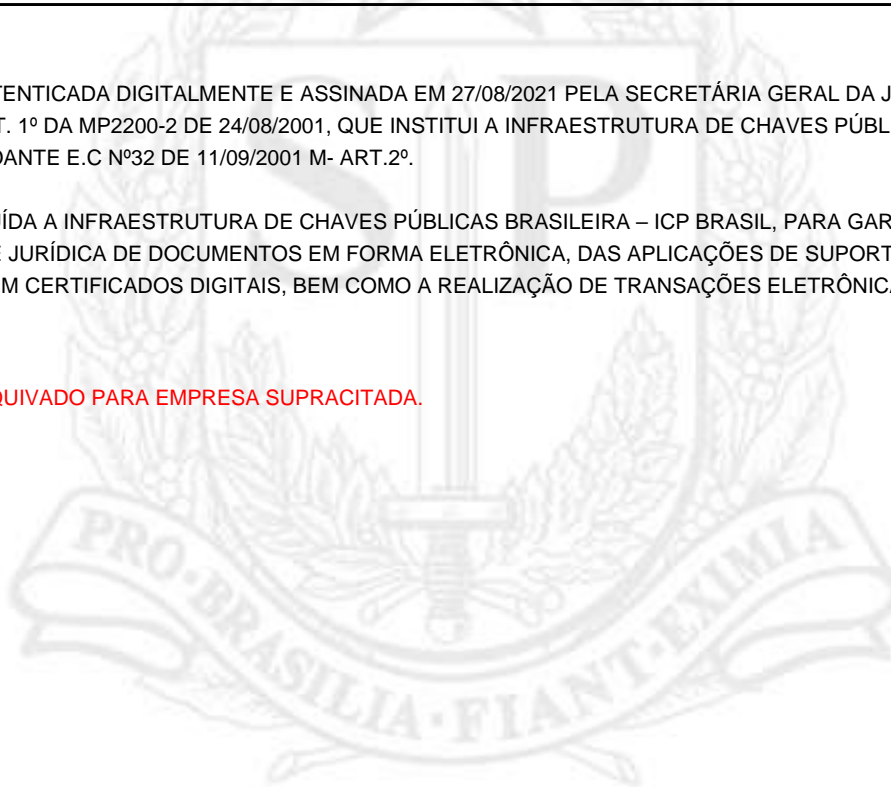 TENTICADA DIGITALMENTE E ASSINADA EM 27/08/2021 PELA SECRETÁRIA GERAL DA J
T. 1º DA MP2200-2 DE 24/08/2001, QUE INSTITUI A INFRAESTRUTURA DE CHAVES PÚBL
DANTE E.C Nº32 DE 11/09/2001 M- ART.2º.
ÍDA A INFRAESTRUTURA DE CHAVES PÚBLICAS BRASILEIRA – ICP BRASIL, PARA GAR
E JURÍDICA DE DOCUMENTOS EM FORMA ELETRÔNICA, DAS APLICAÇÕES DE SUPORT
M CERTIFICADOS DIGITAIS, BEM COMO A REALIZAÇÃO DE TRANSAÇÕES ELETRÔNICA
QUIVADO PARA EMPRESA SUPRACITADA.
SP
PRO·BRASILIA·FIANT·EXIMIA